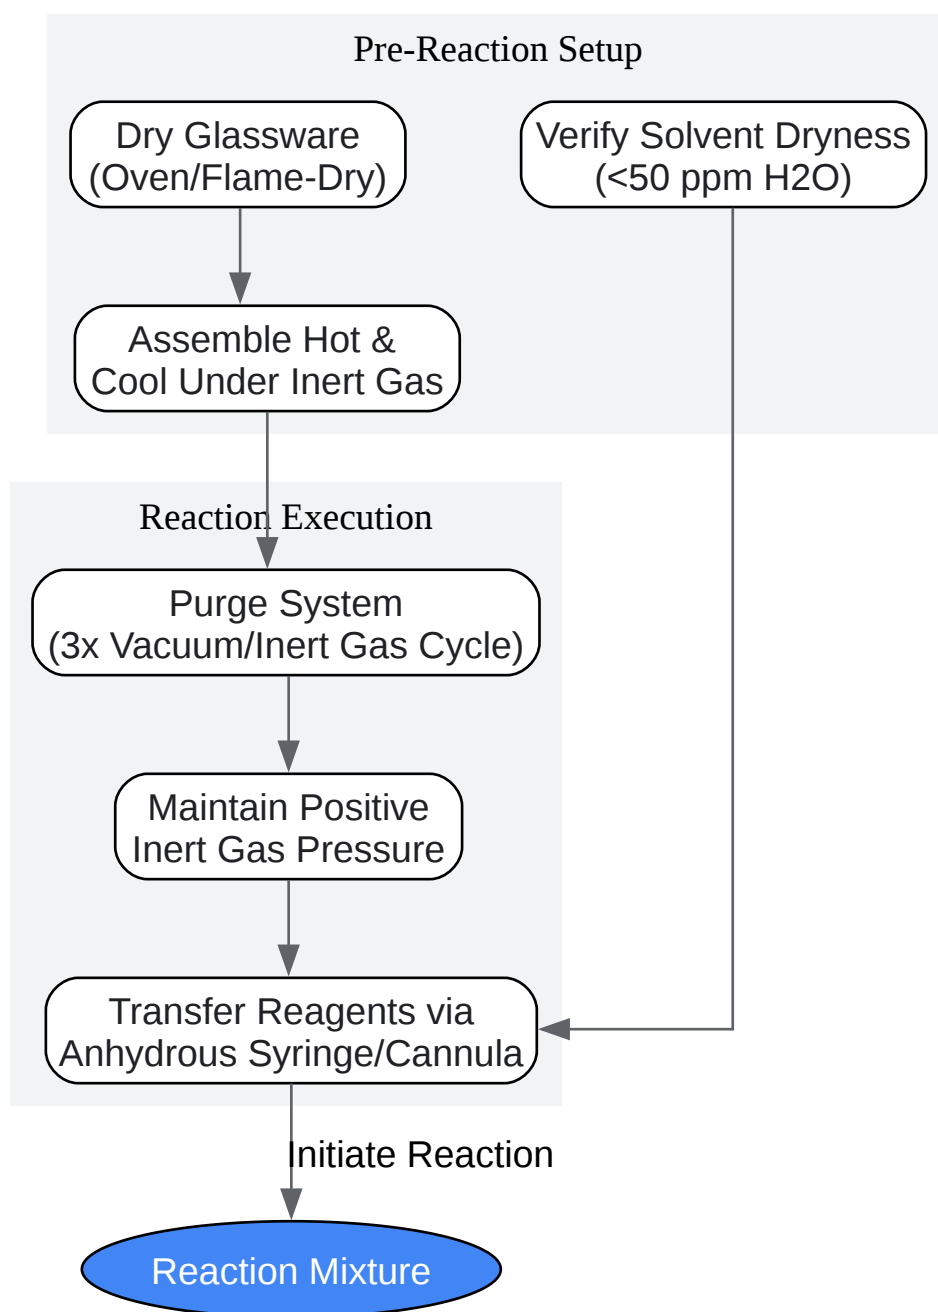 Pre-Reaction Setup
Dry Glassware
(Oven/Flame-Dry)
Verify Solvent Dryness
(<50 ppm H2O)
Assemble Hot &
Cool Under Inert Gas
Reaction Execution
Purge System
(3x Vacuum/Inert Gas Cycle)
Maintain Positive
Inert Gas Pressure
Transfer Reagents via
Anhydrous Syringe/Cannula
Initiate Reaction
Reaction Mixture